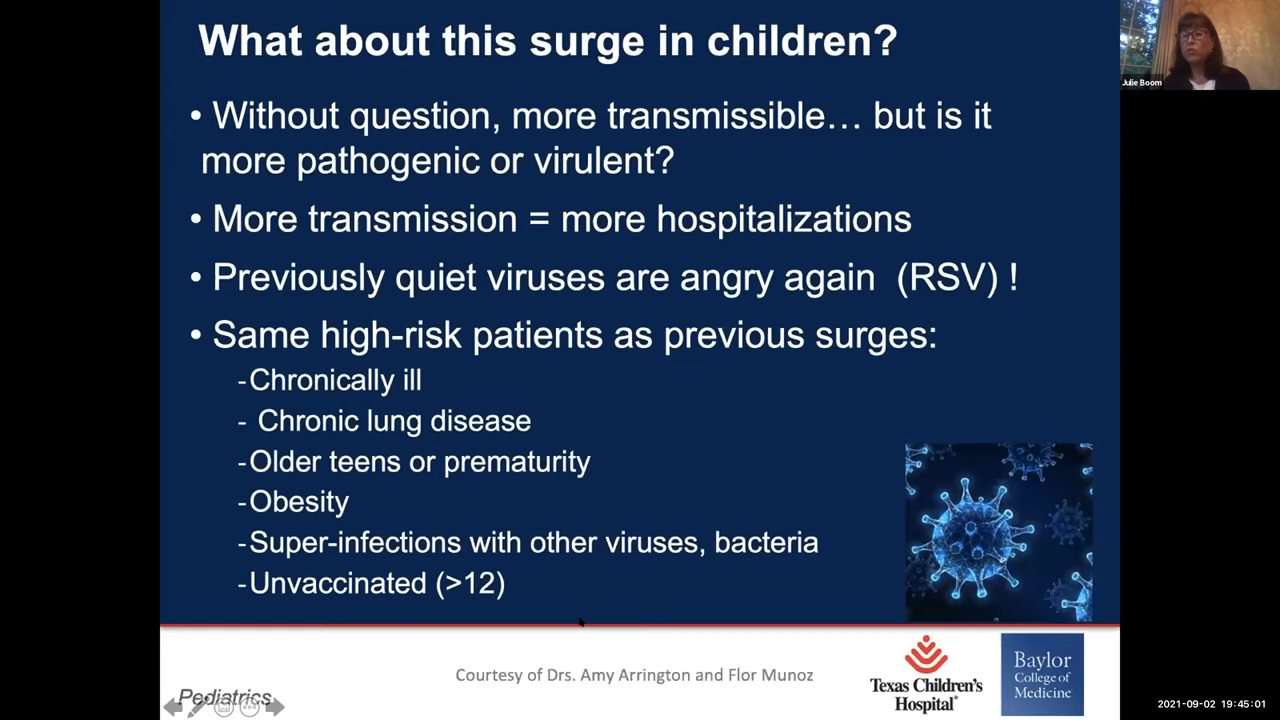 What about this surge in children?
• Without question, more transmissible… but is it
more pathogenic or virulent?
• More transmission = more hospitalizations
• Previously quiet viruses are angry again (RSV) !
• Same high-risk patients as previous surges:
-Chronically ill
- Chronic lung disease
-Older teens or prematurity
-Obesity
-Super-infections with other viruses, bacteria
-Unvaccinated (>12)
Julie Boom
Courtesy of Drs. Amy Arrington and Flor Munoz
Pediatrics
Texas Children's
Hospital®
Baylor
College of
Medicine
2021-09-02 19:45:01